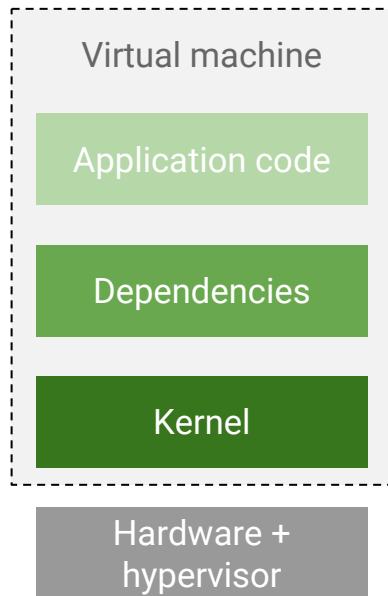 Virtual machine
Application code
Dependencies
Kernel
Hardware +
hypervisor